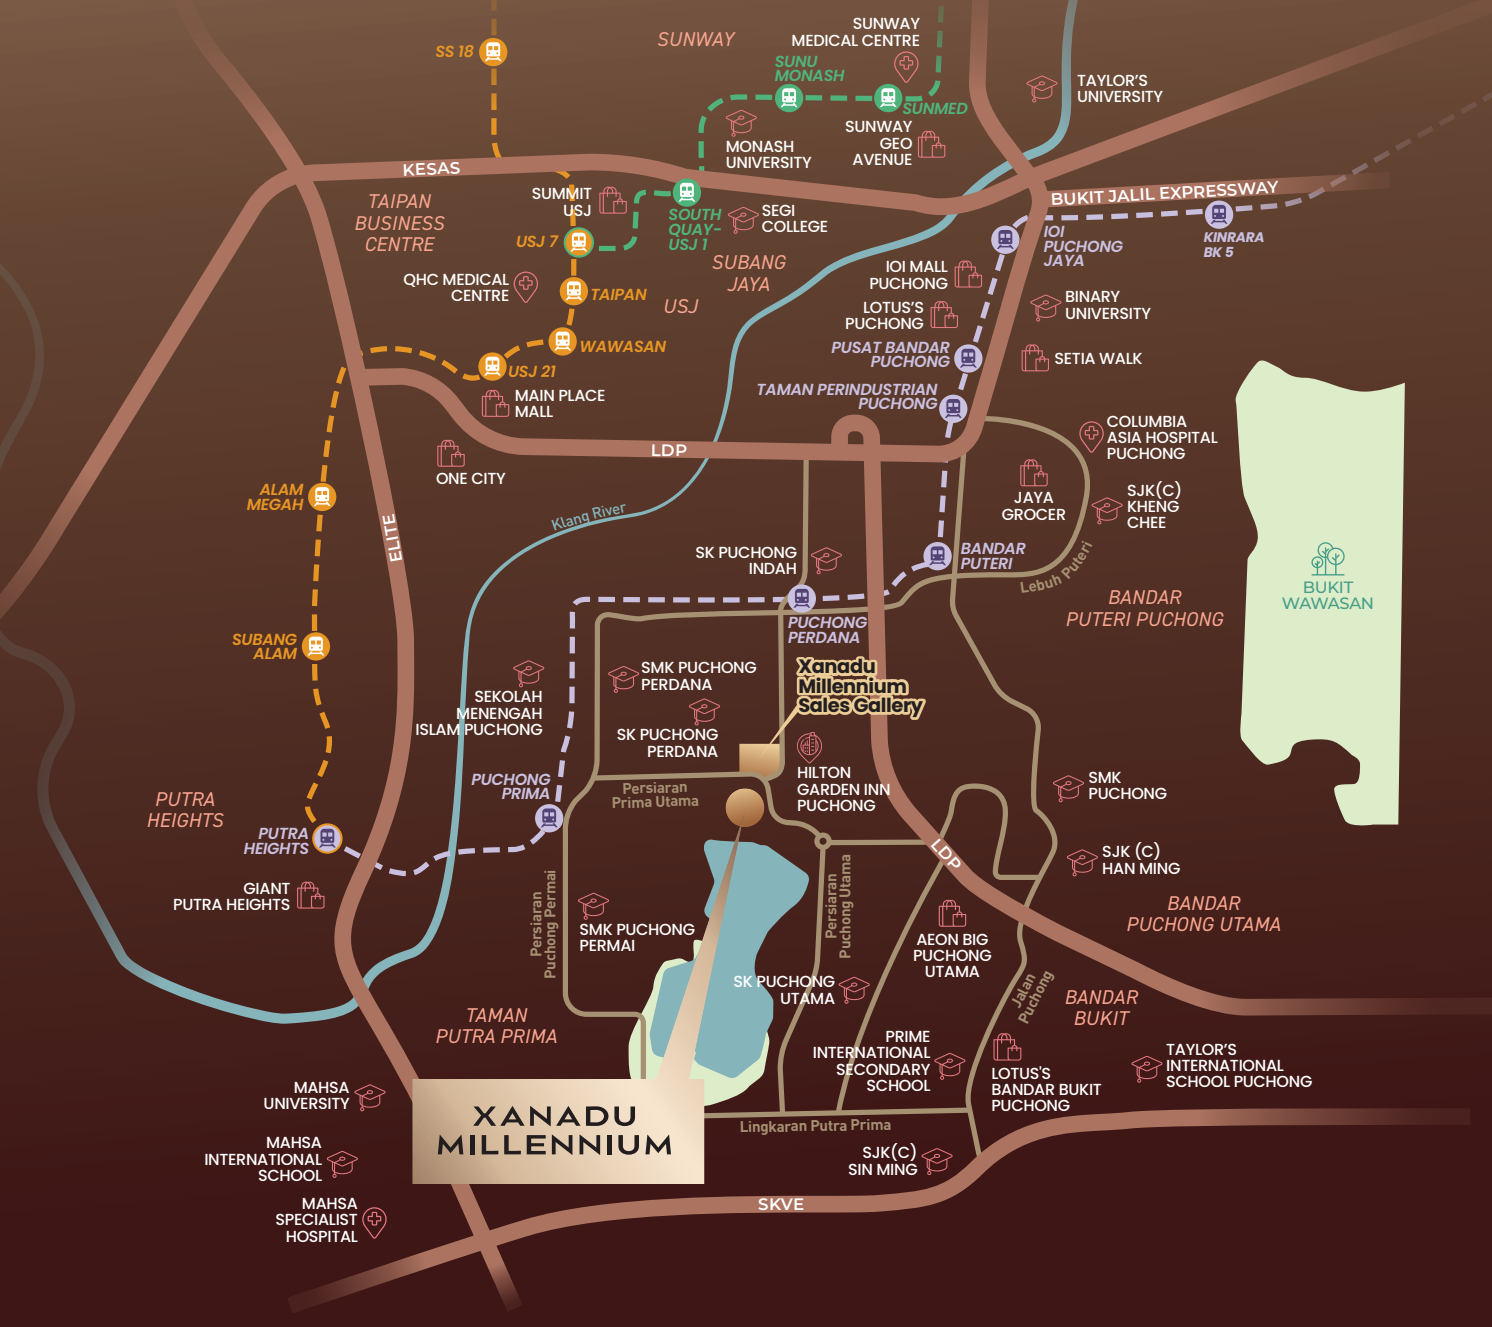 SS 18
SUNWAY
SUNWAY
MEDICAL CENTRE
SUNU
MONASH
SUNMED
TAYLOR'S
UNIVERSITY
MONASH
UNIVERSITY
SUNWAY
GEO
AVENUE
KESAS
TAIPAN
BUSINESS
CENTRE
SUMMIT
USJ
SOUTH
QUAY-
USJ 1
SEGI
COLLEGE
BUKIT JALIL EXPRESSWAY
USJ 7
IOI
PUCHONG
JAYA
KINRARA
BK 5
SUBANG
JAYA
QHC MEDICAL
CENTRE
TAIPAN
USJ
IOI MALL
PUCHONG
LOTUS'S
PUCHONG
BINARY
UNIVERSITY
WAWASAN
USJ 21
PUSAT BANDAR
PUCHONG
SETIA WALK
TAMAN PERINDUSTRIAN
PUCHONG
MAIN PLACE
MALL
LDP
ONE CITY
COLUMBIA
ASIA HOSPITAL
PUCHONG
ALAM
MEGAH
JAYA
GROCER
SJK(C)
KHENG
CHEE
ELITE
Klang River
SK PUCHONG
INDAH
BANDAR
PUTERI
Lebuh Puteri
BUKIT
WAWASAN
BANDAR
PUTERI PUCHONG
PUCHONG
PERDANA
SUBANG
ALAM
SMK PUCHONG
PERDANA
Xanadu
Millennium
Sales Gallery
SEKOLAH
MENENGAH
ISLAM PUCHONG
SK PUCHONG
PERDANA
HILTON
GARDEN INN
PUCHONG
PUCHONG
PRIMA
Persiaran
Prima Utama
SMK
PUCHONG
PUTRA
HEIGHTS
PUTRA
HEIGHTS
LDP
SJK (C)
HAN MING
GIANT
PUTRA HEIGHTS
Persiaran
Puchong Permai
SMK PUCHONG
PERMAI
Persiaran
Puchong Utama
BANDAR
PUCHONG UTAMA
AEON BIG
PUCHONG
UTAMA
SK PUCHONG
UTAMA
Jalan
Puchong
BANDAR
BUKIT
TAMAN
PUTRA PRIMA
PRIME
INTERNATIONAL
SECONDARY
SCHOOL
LOTUS'S
BANDAR BUKIT
PUCHONG
TAYLOR'S
INTERNATIONAL
SCHOOL PUCHONG
MAHSA
UNIVERSITY
XANADU
MILLENNIUM
Lingkaran Putra Prima
MAHSA
INTERNATIONAL
SCHOOL
SJK(C)
SIN MING
MAHSA
SPECIALIST
HOSPITAL
SKVE